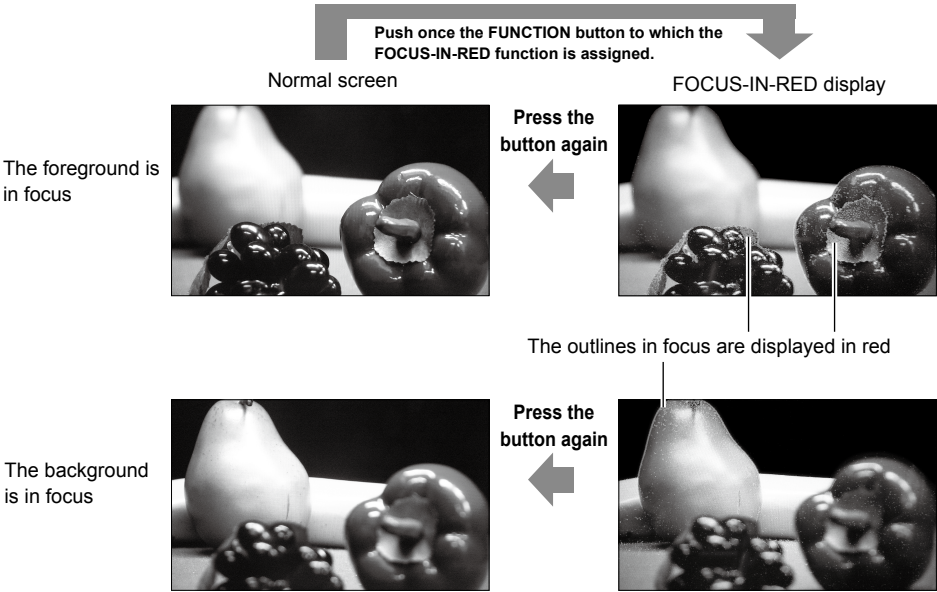 Push once the FUNCTION button to which the
FOCUS-IN-RED function is assigned.
Normal screen
FOCUS-IN-RED display
The foreground is
in focus
Press the
button again
The outlines in focus are displayed in red
The background
is in focus
Press the
button again